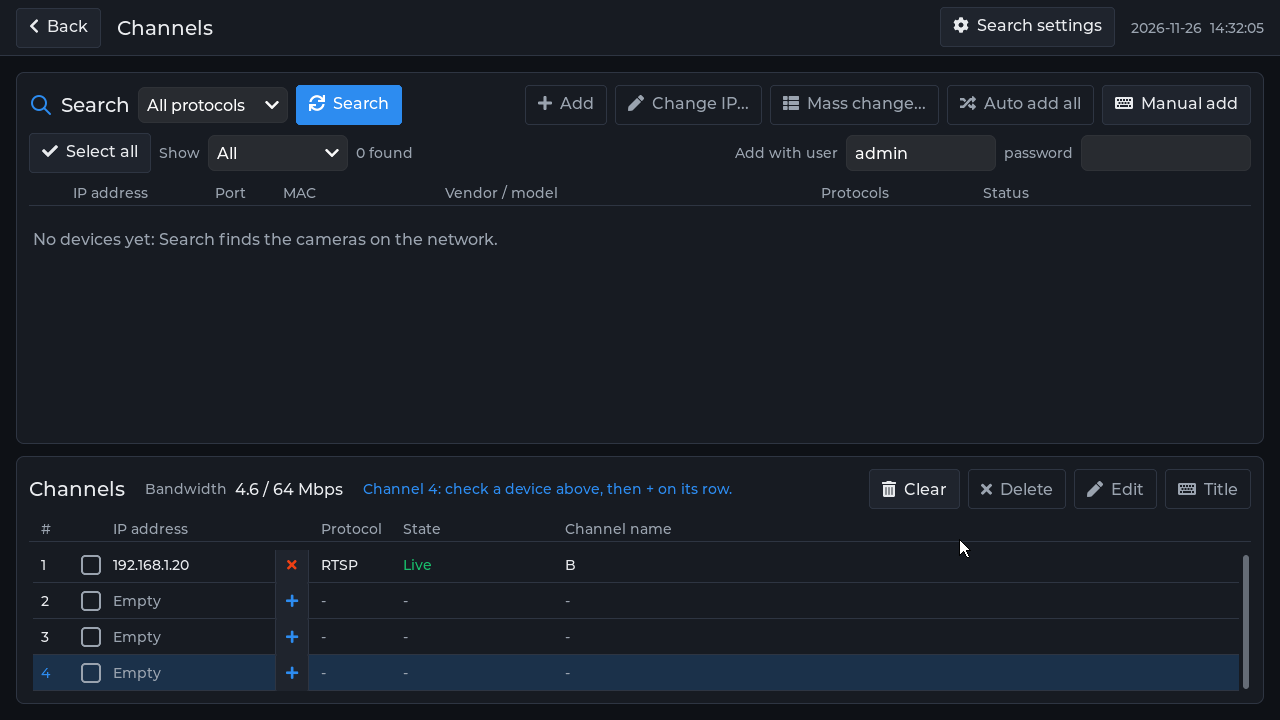 Back Channels Search settings 2026-11-26 14:32:05
Search All protocols Search Add Change IP... Mass change... Auto add all Manual add
Select all Show All 0 found Add with user admin password
IP address Port MAC Vendor / model Protocols Status
No devices yet: Search finds the cameras on the network.
Channels Bandwidth 4.6 / 64 Mbps Channel 4: check a device above, then + on its row. Clear Delete Edit Title
# IP address Protocol State Channel name
1 192.168.1.20 RTSP Live B
2 Empty - - -
3 Empty - - -
4 Empty - - -